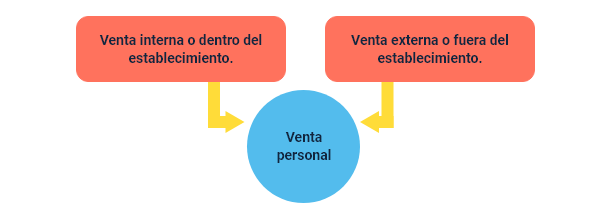 Venta interna o dentro del
establecimiento.
Venta externa o fuera del
establecimiento.
Venta
personal